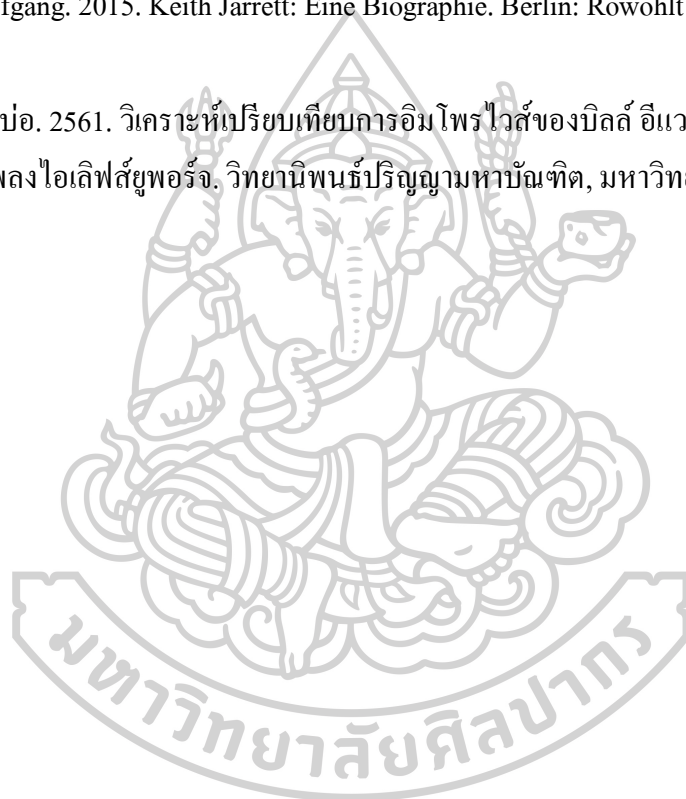 fgang. 2015. Keith Jarrett: Eine Biographie. Berlin: Rowohlt
บ่อ. 2561. วิเคราะห์เปรียบเทียบการอิมโพรไวส์ของบิลล์ อีแว
พลงไอเลิฟส์ยูพอร์จ. วิทยานิพนธ์ปริญญามหาบัณฑิต, มหาวิทย
มหาวิทยาลัยศิลปากร